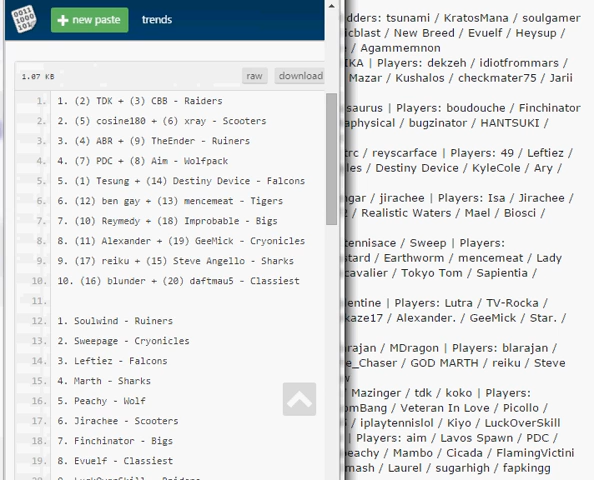 0011
1000
101
+ new paste
trends
1.07 KB
raw
download
1. 1. (2) TDK + (3) CBB - Raiders
2. 2. (5) cosine180 + (6) xray - Scooters
3. 3. (4) ABR + (9) TheEnder - Ruiners
4. 4. (7) PDC + (8) Aim - Wolfpack
5. 5. (1) Tesung + (14) Destiny Device - Falcons
6. 6. (12) ben gay + (13) mencemeat - Tigers
7. 7. (10) Reymedy + (18) Improbable - Bigs
8. 8. (11) Alexander + (19) GeeMick - Cryonicles
9. 9. (17) reiku + (15) Steve Angello - Sharks
10. 10. (16) blunder + (20) daftmau5 - Classiest
11.
12. 1. Soulwind - Ruiners
13. 2. Sweepage - Cryonicles
14. 3. Leftiez - Falcons
15. 4. Marth - Sharks
16. 5. Peachy - Wolf
17. 6. Jirachee - Scooters
18. 7. Finchinator - Bigs
19. 8. Evuelf - Classiest
dders: tsunami / KratosMana / soulgamer
icblast / New Breed / Evuelf / Heysup /
e / Agammemnon
IKA | Players: dekzeh / idiotfrommars /
Mazar / Kushalos / checkmater75 / Jarii
saurus | Players: boudouche / Finchinator
aphysical / bugzinator / HANTSUKI /
trc / reyscarface | Players: 49 / Leftiez /
les / Destiny Device / KyleCole / Ary /
ngar / jirachee | Players: Isa / Jirachee /
2 / Realistic Waters / Mael / Biosci /
tennisace / Sweep | Players:
stard / Earthworm / mencemeat / Lady
cavalier / Tokyo Tom / Sapientia /
lentine | Players: Lutra / TV-Rocka /
kaze17 / Alexander. / GeeMick / Star. /
larajan / MDragon | Players: blarajan /
e_Chaser / GOD MARTH / reiku / Steve
w
/ Mazinger / tdk / koko | Players:
omBang / Veteran In Love / Picollo /
/ iplaytennislol / Kiyo / LuckOverSkill
| Players: aim / Lavos Spawn / PDC /
peachy / Mambo / Cicada / FlamingVictini
mash / Laurel / sugarhigh / fapkingg